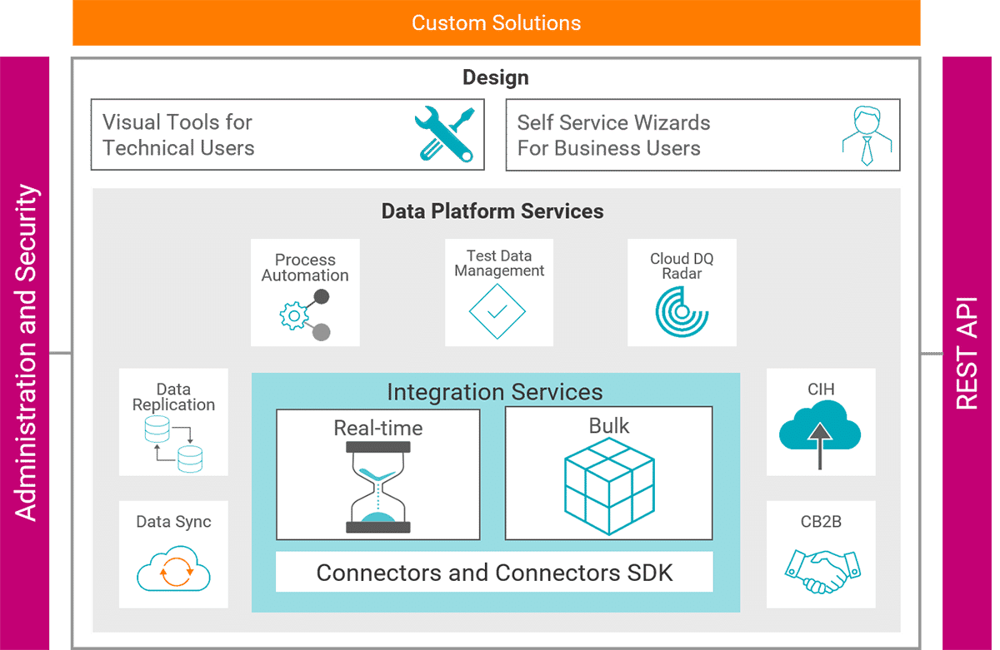 Custom Solutions
Administration and Security
Design
Visual Tools for
Technical Users
Self Service Wizards
For Business Users
Data Platform Services
Process
Automation
Test Data
Management
Cloud DQ
Radar
Data
Replication
Integration Services
Real-time
Bulk
CIH
Data Sync
CB2B
Connectors and Connectors SDK
REST API